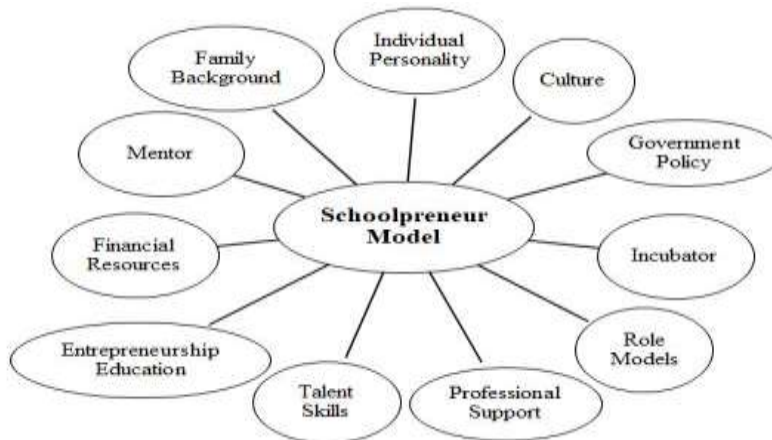 Individual
Personality
Family
Background
Culture
Mentor
Government
Policy
Schoolpreneur
Model
Financial
Resources
Incubator
Entrepreneurship
Education
Role
Models
Talent
Skills
Professional
Support